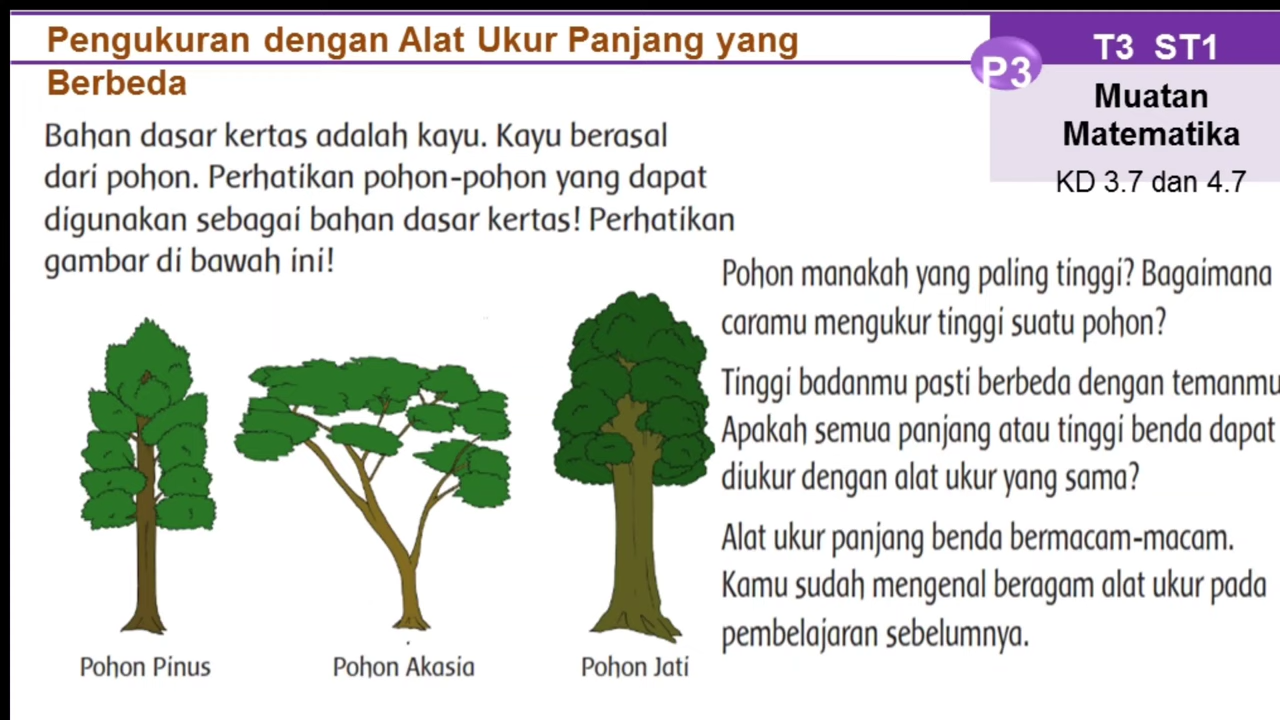 Pengukuran dengan Alat Ukur Panjang yang
Berbeda
P3
T3 ST1
Muatan
Matematika
KD 3.7 dan 4.7
Bahan dasar kertas adalah kayu. Kayu berasal
dari pohon. Perhatikan pohon-pohon yang dapat
digunakan sebagai bahan dasar kertas! Perhatikan
gambar di bawah ini!
Pohon manakah yang paling tinggi? Bagaimana
caramu mengukur tinggi suatu pohon?
Tinggi badanmu pasti berbeda dengan temanmu
Apakah semua panjang atau tinggi benda dapat
diukur dengan alat ukur yang sama?
Alat ukur panjang benda bermacam-macam.
Kamu sudah mengenal beragam alat ukur pada
pembelajaran sebelumnya.
Pohon Pinus
Pohon Akasia
Pohon Jati